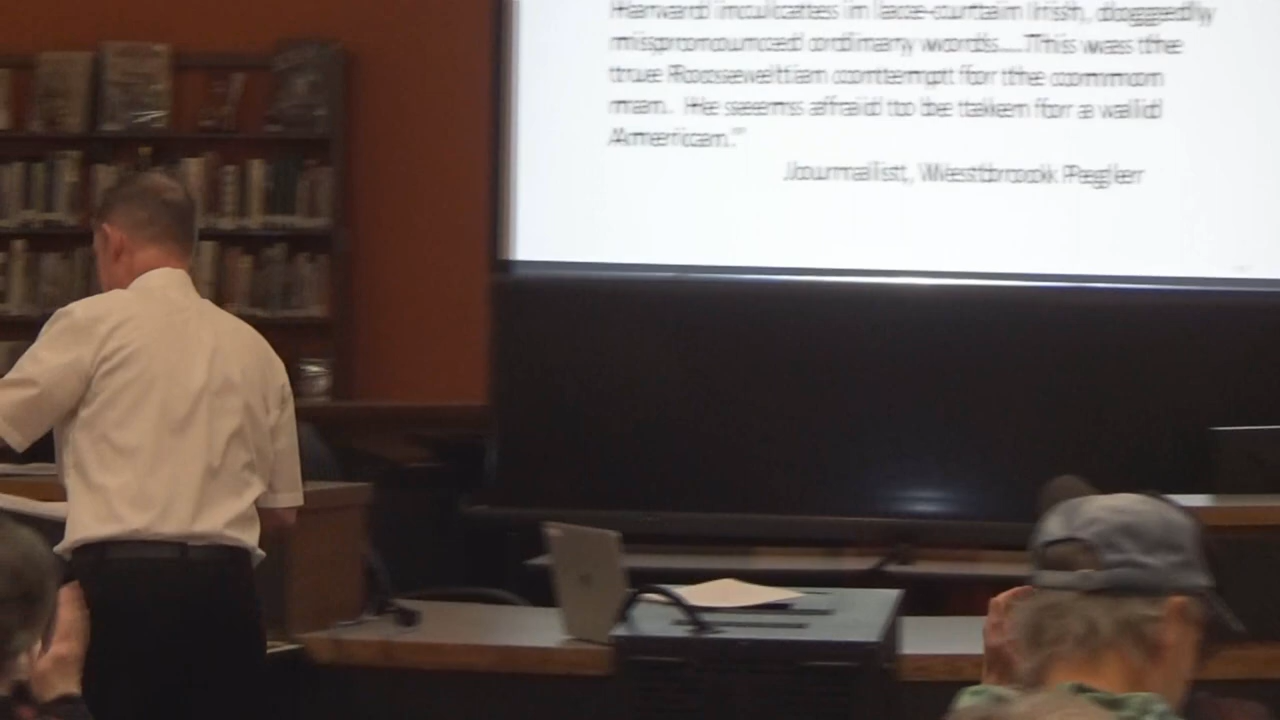 Harvard inculcates in lace-curtain Irish, doggedly
mispronounced ordinary words....This was the
true Rooseveltian contempt for the common
man. He seems afraid to be taken for a valid
American."
Journalist, Westbrook Pegler